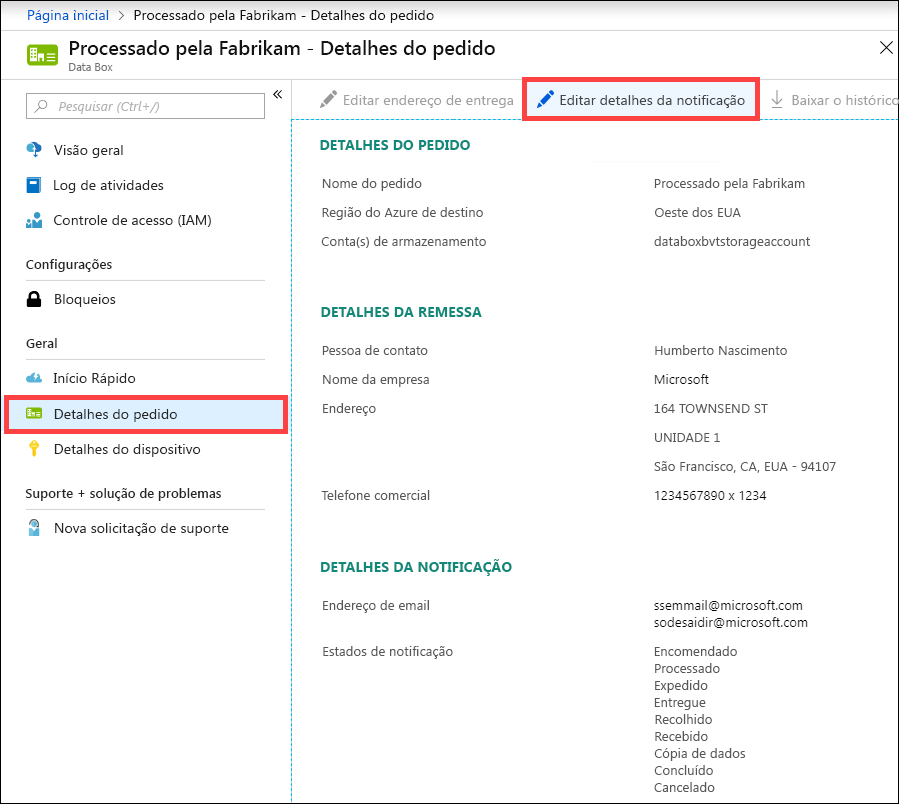 Página inicial > Processado pela Fabrikam - Detalhes do pedido
Processado pela Fabrikam - Detalhes do pedido
Data Box
Pesquisar (Ctrl+/)
Visão geral
Log de atividades
Controle de acesso (IAM)
Configurações
Bloqueios
Geral
Início Rápido
Detalhes do pedido
Detalhes do dispositivo
Suporte + solução de problemas
Nova solicitação de suporte
Editar endereço de entrega
Editar detalhes da notificação
Baixar o histórico
DETALHES DO PEDIDO
Nome do pedido Processado pela Fabrikam
Região do Azure de destino Oeste dos EUA
Conta(s) de armazenamento databoxbvtstorageaccount
DETALHES DA REMESSA
Pessoa de contato Humberto Nascimento
Nome da empresa Microsoft
Endereço 164 TOWNSEND ST
UNIDADE 1
São Francisco, CA, EUA - 94107
Telefone comercial 1234567890 x 1234
DETALHES DA NOTIFICAÇÃO
Endereço de email ssemmail@microsoft.com
sodesaidir@microsoft.com
Estados de notificação Encomendado
Processado
Expedido
Entregue
Recolhido
Recebido
Cópia de dados
Concluído
Cancelado